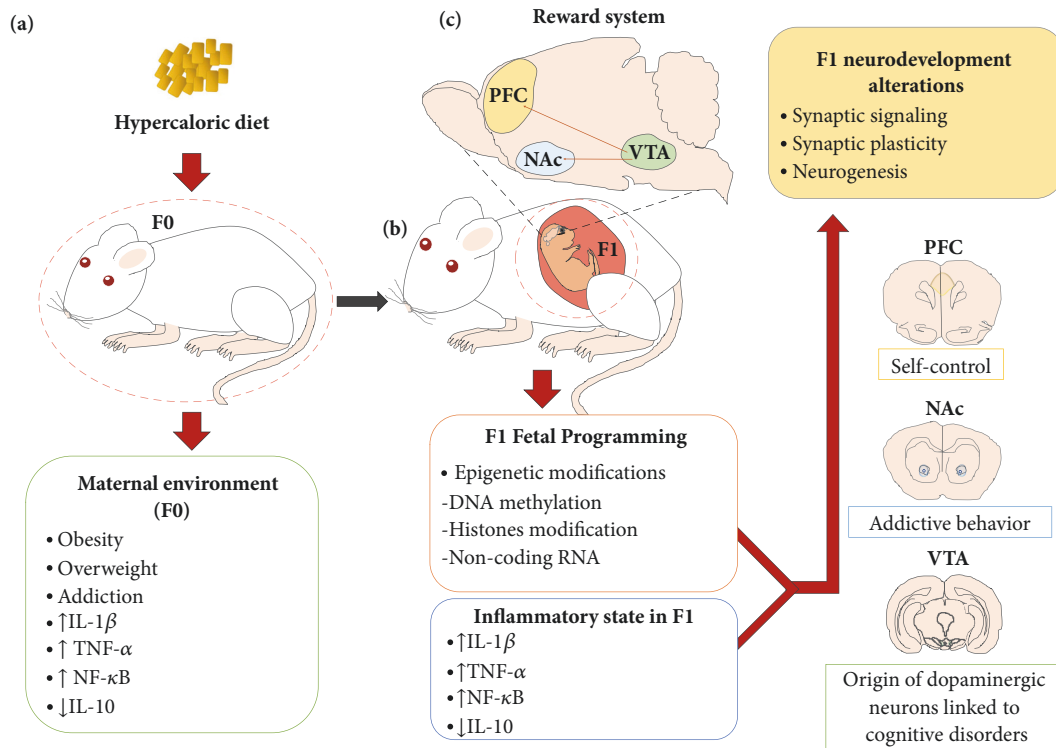 (a)
Hypercaloric diet
F0
Maternal environment
(F0)
• Obesity
• Overweight
• Addiction
• ↑IL-1β
• ↑ TNF-α
• ↑ NF-κB
• ↓IL-10
(c)
Reward system
PFC
NAc
VTA
(b)
F1
F1 Fetal Programming
• Epigenetic modifications
-DNA methylation
-Histones modification
-Non-coding RNA
Inflammatory state in F1
• ↑IL-1β
• ↑TNF-α
• ↑NF-κB
• ↓IL-10
F1 neurodevelopment
alterations
• Synaptic signaling
• Synaptic plasticity
• Neurogenesis
PFC
Self-control
NAc
Addictive behavior
VTA
Origin of dopaminergic
neurons linked to
cognitive disorders